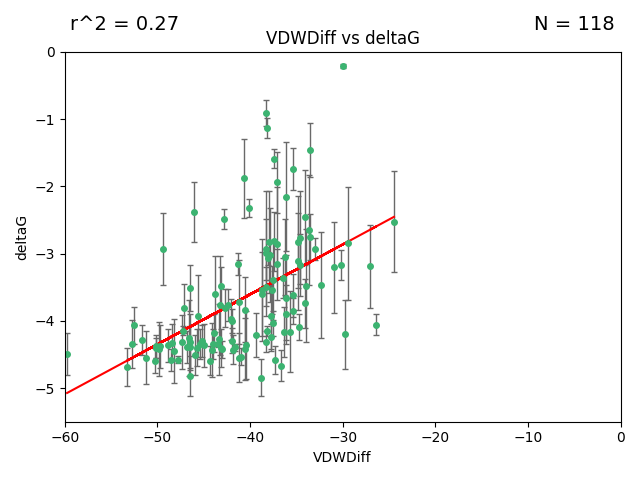 r^2 = 0.27
N = 118
VDWDiff vs deltaG
0
−1
−2
−3
−4
−5
deltaG
−60 −50 −40 −30 −20 −10 0
VDWDiff